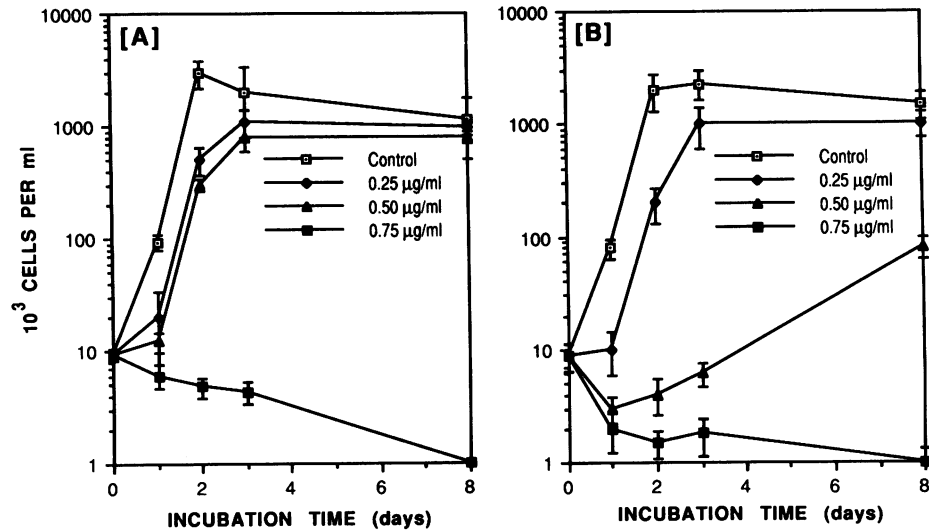 [A]
10000
1000
100
10
1
10³ CELLS PER ml
Control
0.25 µg/ml
0.50 µg/ml
0.75 µg/ml
0 2 4 6 8
INCUBATION TIME (days)
[B]
10000
1000
100
10
1
Control
0.25 µg/ml
0.50 µg/ml
0.75 µg/ml
0 2 4 6 8
INCUBATION TIME (days)